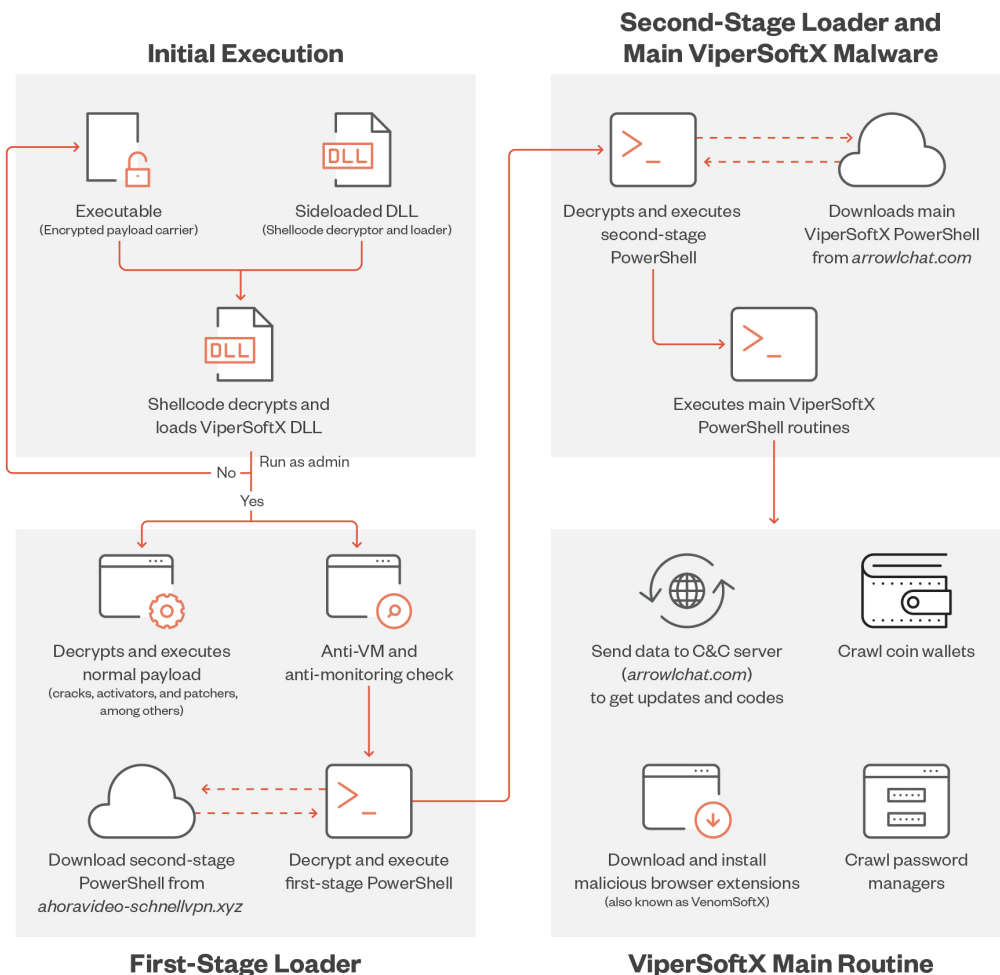 Initial Execution
DLL
Executable
(Encrypted payload carrier)
Sideloaded DLL
(Shellcode decryptor and loader)
DLL
Shellcode decrypts and
loads ViperSoftX DLL
Run as admin
No
Yes
Decrypts and executes
normal payload
(cracks, activators, and patchers,
among others)
Anti-VM and
anti-monitoring check
Download second-stage
PowerShell from
ahoravideo-schnellvpn.xyz
Decrypt and execute
first-stage PowerShell
First-Stage Loader
Second-Stage Loader and
Main ViperSoftX Malware
Decrypts and executes
second-stage
PowerShell
Downloads main
ViperSoftX PowerShell
from arrowlchat.com
Executes main ViperSoftX
PowerShell routines
Send data to C&C server
(arrowlchat.com)
to get updates and codes
Crawl coin wallets
Download and install
malicious browser extensions
(also known as VenomSoftX)
Crawl password
managers
ViperSoftX Main Routine